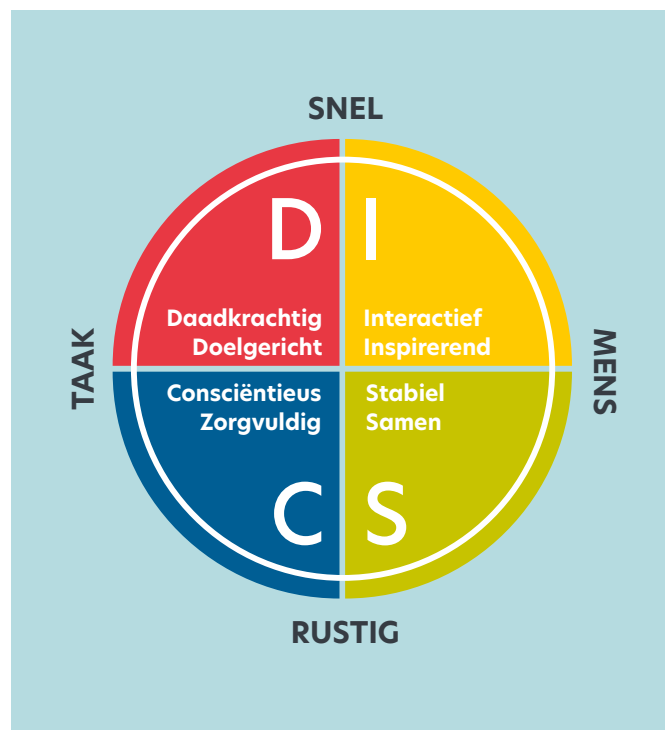 SNEL
D I
Daadkrachtig
Doelgericht
Interactief
Inspirerend
TAAK
MENS
Consciëntieus
Zorgvuldig
Stabiel
Samen
C S
RUSTIG